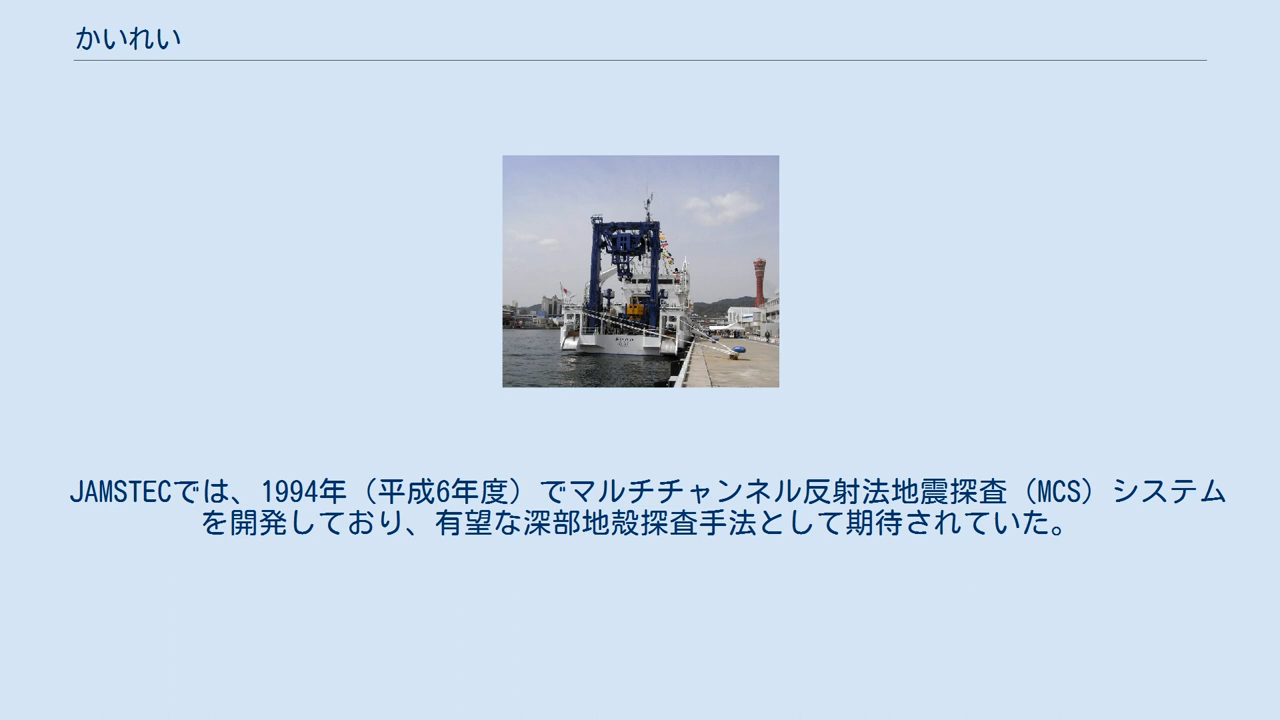 かいれい
JAMSTECでは、1994年（平成6年度）でマルチチャンネル反射法地震探査（MCS）システム
を開発しており、有望な深部地殻探査手法として期待されていた。